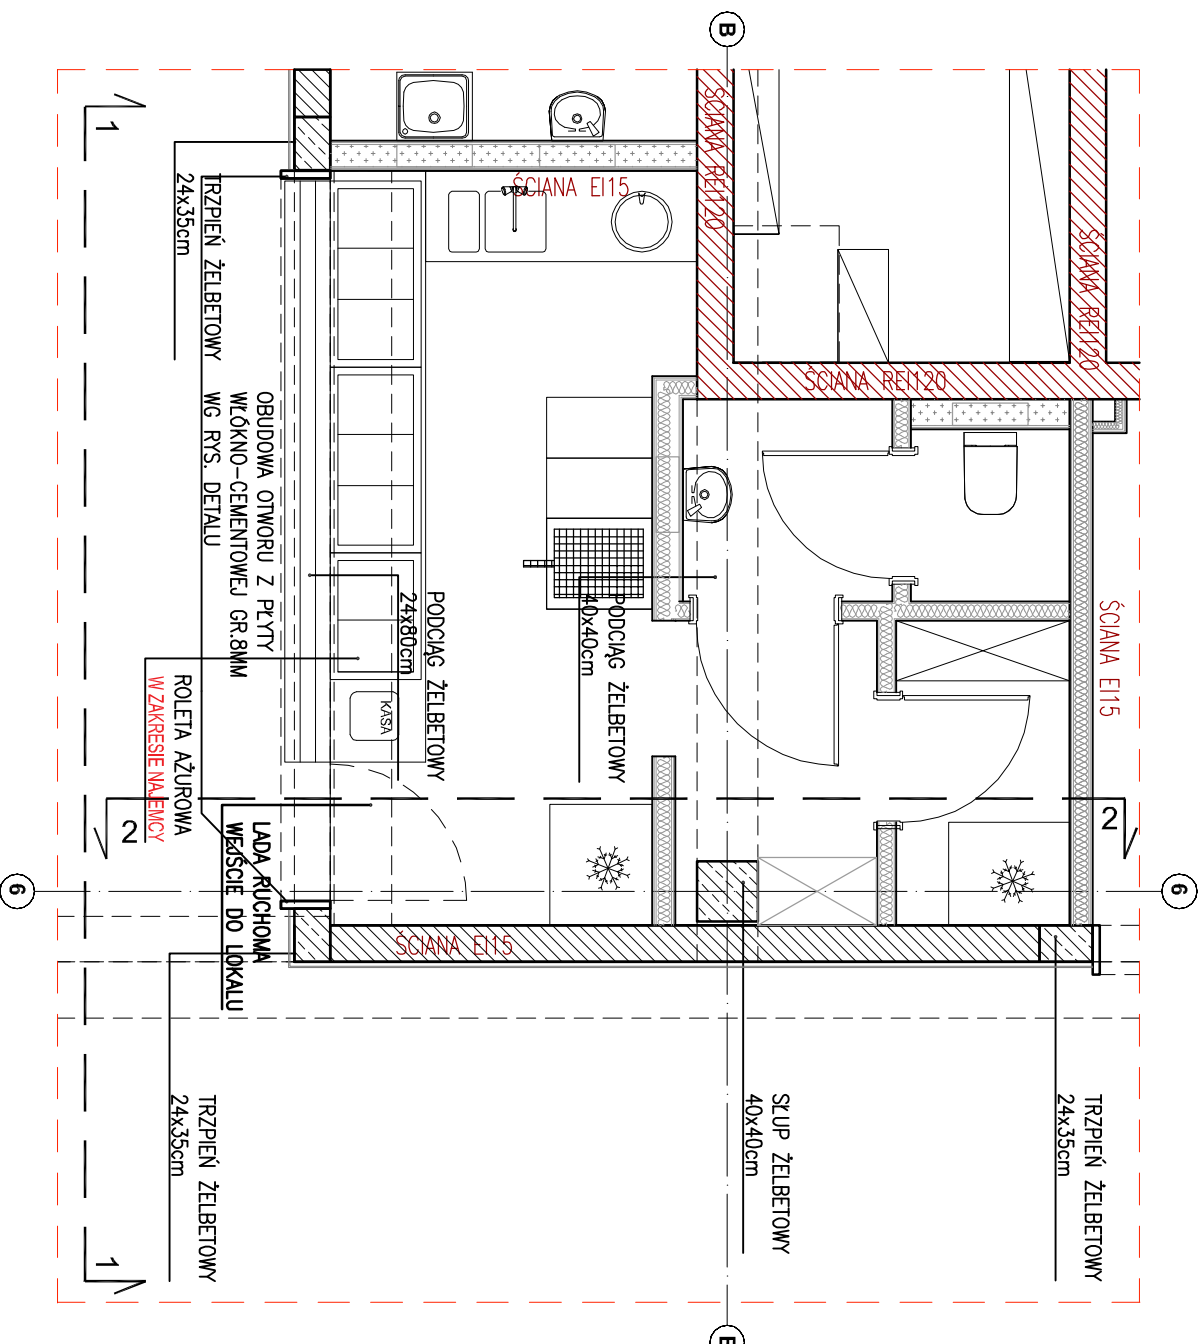 B
1
TRZPIEŃ ŻELBETOWY
24x35cm
ŚCIANA EI15
ŚCIANA REI120
ŚCIANA REI120
ŚCIANA REI120
OBUDOWA OTWORU Z PŁYTY
WŁÓKNO-CEMENTOWEJ GR.8MM
WG RYS. DETALU
PODCIĄG ŻELBETOWY
24x80cm
PODCIĄG ŻELBETOWY
40x40cm
ŚCIANA EI15
ROLETA AŻUROWA
W ZAKRESIE NAJEMCY
KASA
2
2
LADA RUCHOMA
WEJŚCIE DO LOKALU
6
6
ŚCIANA EI15
TRZPIEŃ ŻELBETOWY
24x35cm
SŁUP ŻELBETOWY
40x40cm
TRZPIEŃ ŻELBETOWY
24x35cm
1
B